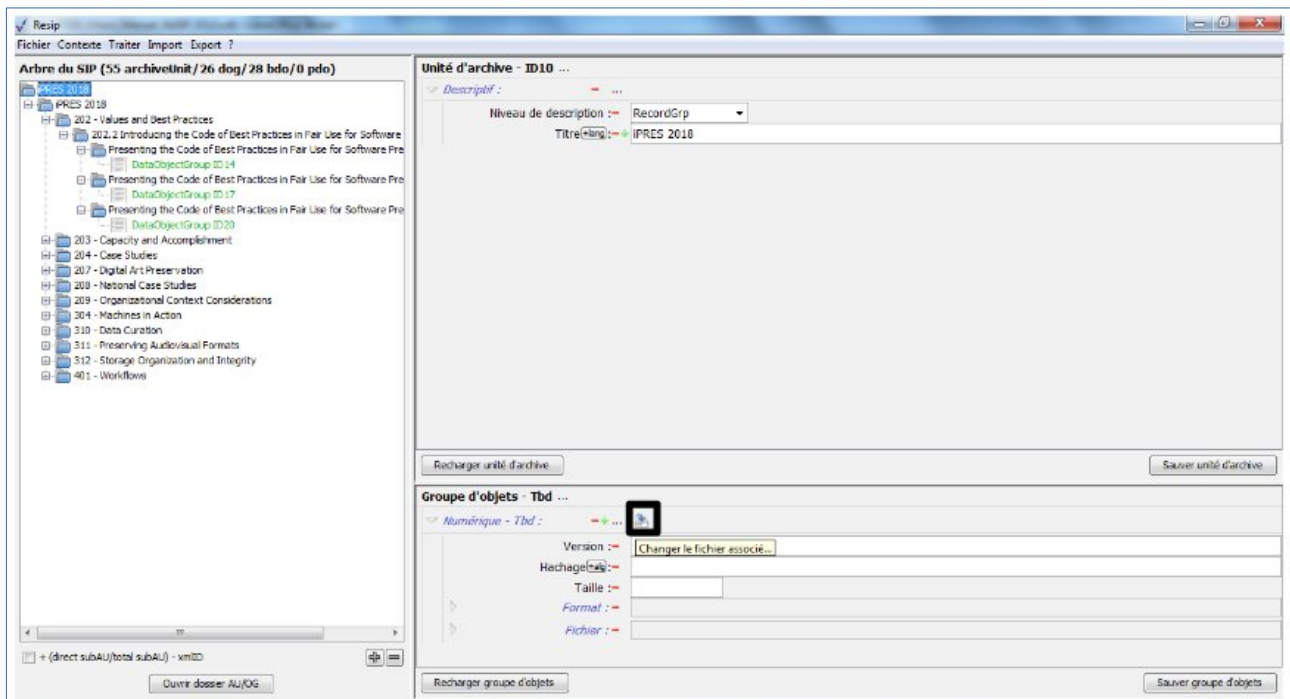 Resip
Fichier Contexte Traiter Import Export ?
Arbre du SIP (55 archiveUnit/26 dog/28 bdo/0 pdo)
iPRES 2018
iPRES 2018
202 - Values and Best Practices
202.2 Introducing the Code of Best Practices in Fair Use for Software
Presenting the Code of Best Practices in Fair Use for Software Pre
DataObjectGroup ID14
Presenting the Code of Best Practices in Fair Use for Software Pre
DataObjectGroup ID17
Presenting the Code of Best Practices in Fair Use for Software Pre
DataObjectGroup ID20
203 - Capacity and Accomplishment
204 - Case Studies
207 - Digital Art Preservation
208 - National Case Studies
209 - Organizational Context Considerations
304 - Machines in Action
310 - Data Curation
311 - Preserving Audiovisual Formats
312 - Storage Organization and Integrity
401 - Workflows
+ (direct subAU/total subAU) - xmlID
Ouvrir dossier AU/OG
Unité d'archive - ID10 ...
Descriptif : - ...
Niveau de description :- RecordGrp
Titre +lang :- + iPRES 2018
Recharger unité d'archive
Sauver unité d'archive
Groupe d'objets - Tbd ...
Numérique - Tbd : - + ...
Version :-
Changer le fichier associé...
Hachage +alg :-
Taille :-
Format :-
Fichier :-
Recharger groupe d'objets
Sauver groupe d'objets